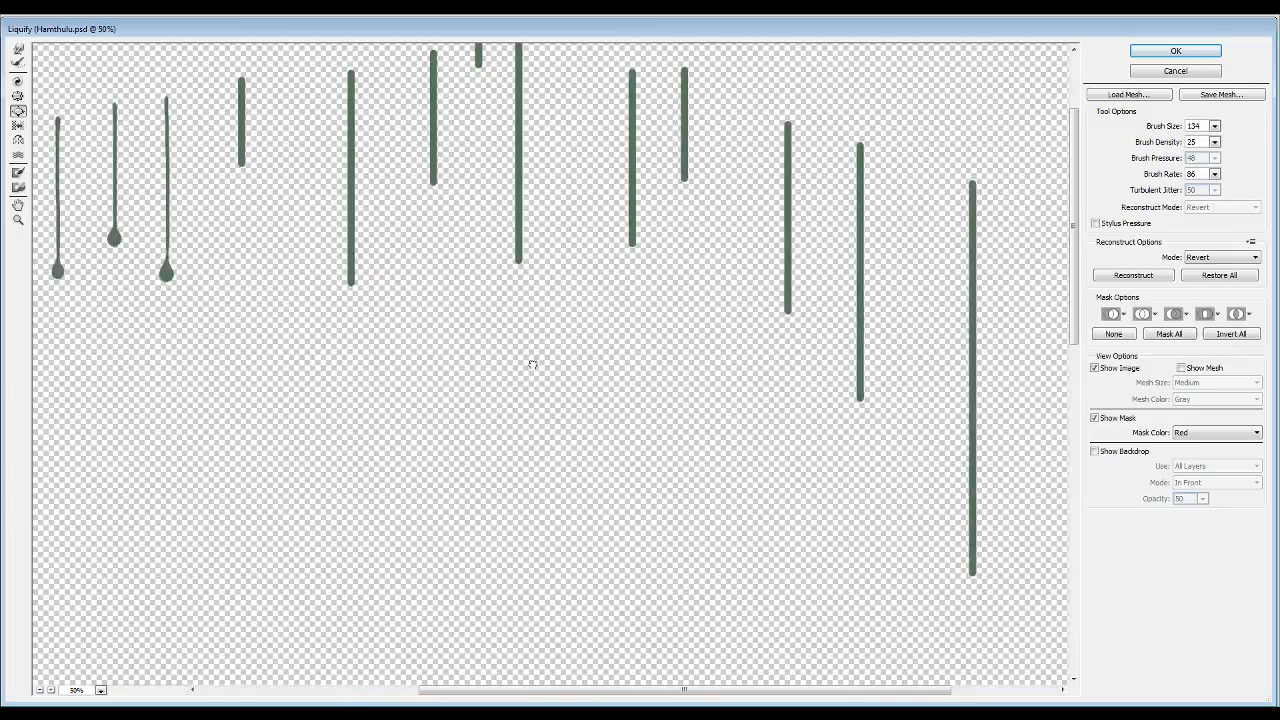 Liquify (Hamthulu.psd @ 50%)
OK
Cancel
Load Mesh...
Save Mesh...
Tool Options
Brush Size: 134
Brush Density: 25
Brush Pressure: 48
Brush Rate: 86
Turbulent Jitter: 50
Reconstruct Mode: Revert
Stylus Pressure
Reconstruct Options
Mode: Revert
Reconstruct
Restore All
Mask Options
None
Mask All
Invert All
View Options
Show Image
Show Mesh
Mesh Size: Medium
Mesh Color: Gray
Show Mask
Mask Color: Red
Show Backdrop
Use: All Layers
Mode: In Front
Opacity: 50
50%